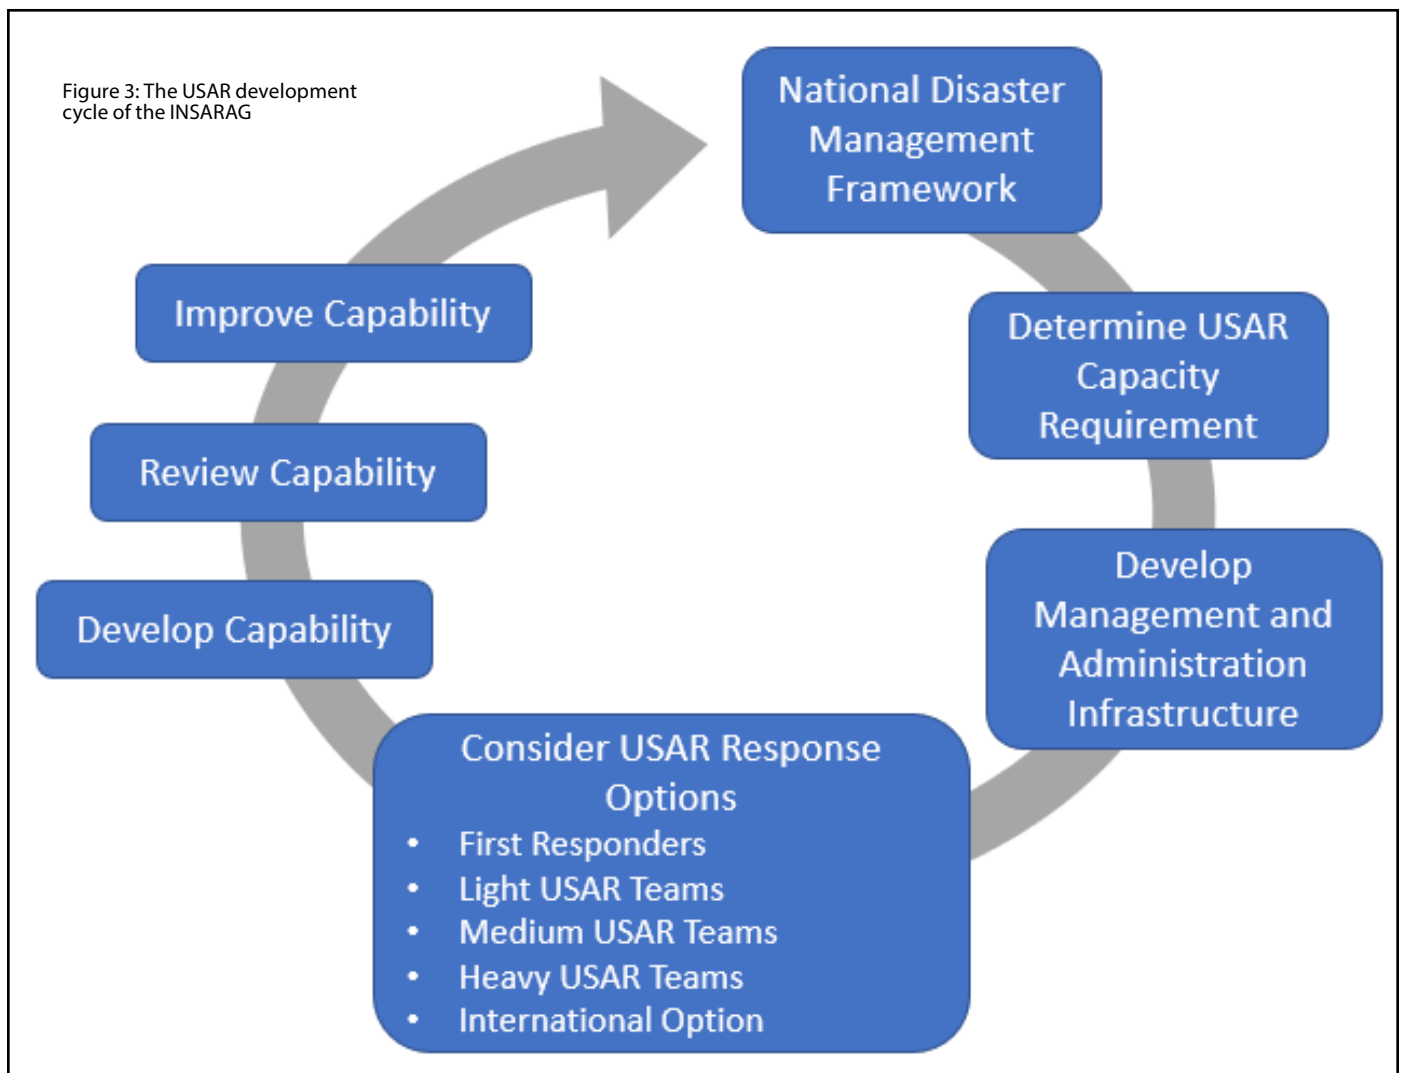 Figure 3: The USAR development
cycle of the INSARAG
National Disaster
Management
Framework
Determine USAR
Capacity
Requirement
Develop
Management and
Administration
Infrastructure
Consider USAR Response
Options
• First Responders
• Light USAR Teams
• Medium USAR Teams
• Heavy USAR Teams
• International Option
Develop Capability
Review Capability
Improve Capability